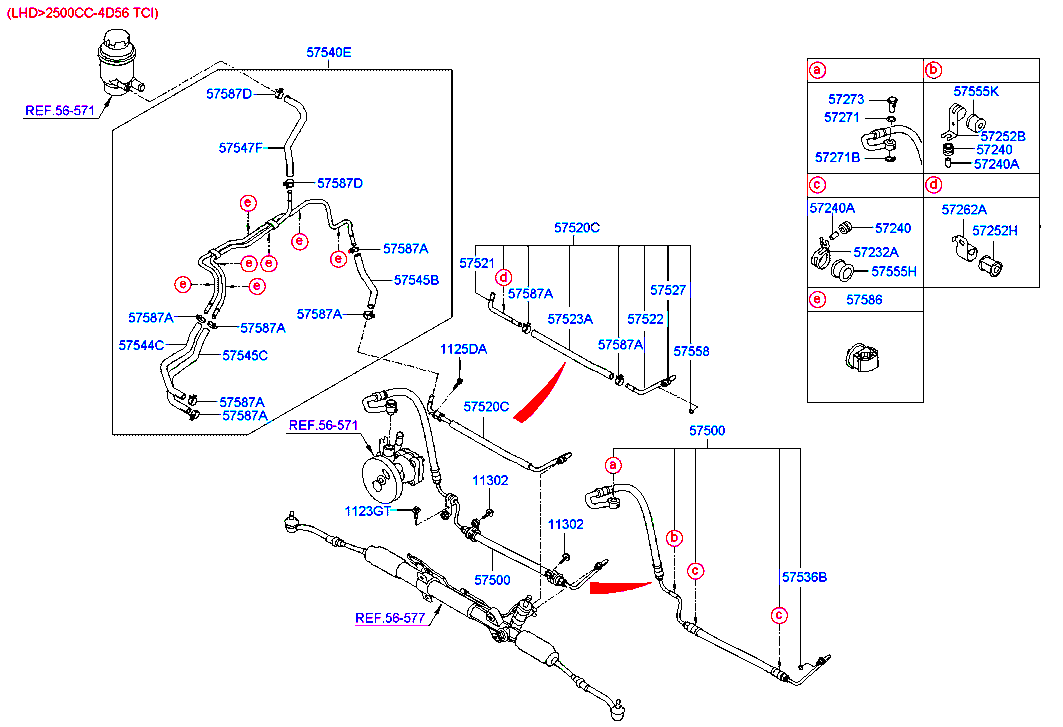 (LHD>2500CC-4D56 TCI)
57540E
REF.56-571
57587D
57547F
57587D
e
e
e
e
e
e
e
57587A
57545B
57587A
57587A
57587A
57544C
57545C
57587A
57587A
57520C
57521
d
57587A
57527
57523A
57522
57587A
57558
1125DA
57520C
REF.56-571
11302
1123GT
11302
57500
REF.56-577
57500
a
b
c
57536B
c
a
57273
57271
57271B
b
57555K
57252B
57240
57240A
c
57240A
57240
57232A
57555H
d
57262A
57252H
e
57586